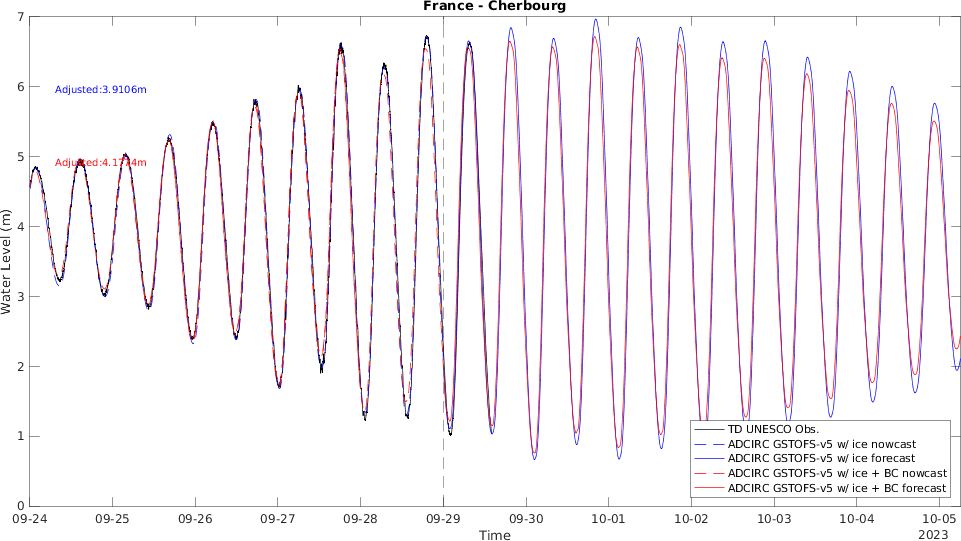 France - Cherbourg
Water Level (m)
7
6
5
4
3
2
1
0
Adjusted:3.9106m
Adjusted:4.1774m
TD UNESCO Obs.
ADCIRC GSTOFS-v5 w/ ice nowcast
ADCIRC GSTOFS-v5 w/ ice forecast
ADCIRC GSTOFS-v5 w/ ice + BC nowcast
ADCIRC GSTOFS-v5 w/ ice + BC forecast
09-24 09-25 09-26 09-27 09-28 09-29 09-30 10-01 10-02 10-03 10-04 10-05
Time
2023